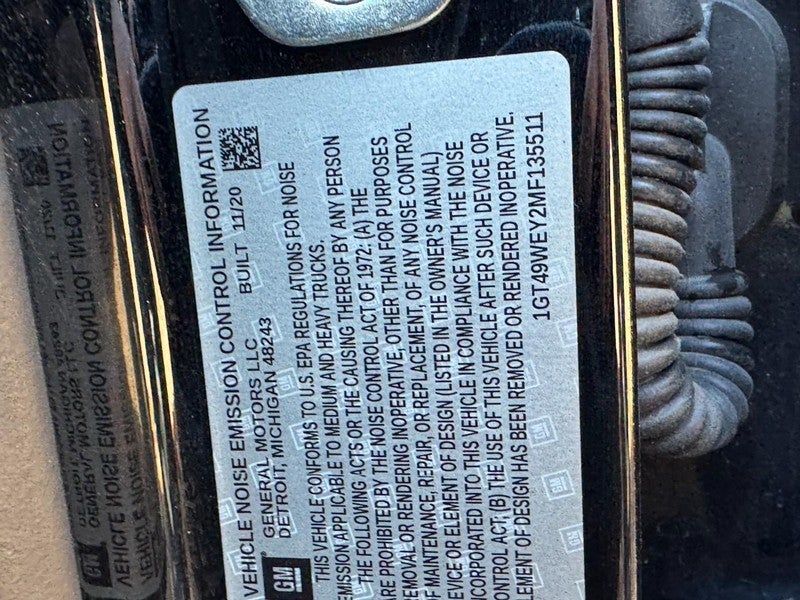 VEHICLE NOISE EMISSION CONTROL INFORMATION
GM
GENERAL MOTORS LLC BUILT 11/20
DETROIT, MICHIGAN 48243
THIS VEHICLE CONFORMS TO U.S. EPA REGULATIONS FOR NOISE
EMISSION APPLICABLE TO MEDIUM AND HEAVY TRUCKS.
THE FOLLOWING ACTS OR THE CAUSING THEREOF BY ANY PERSON
ARE PROHIBITED BY THE NOISE CONTROL ACT OF 1972: (A) THE
REMOVAL OR RENDERING INOPERATIVE, OTHER THAN FOR PURPOSES
OF MAINTENANCE, REPAIR, OR REPLACEMENT, OF ANY NOISE CONTROL
DEVICE OR ELEMENT OF DESIGN (LISTED IN THE OWNER'S MANUAL)
INCORPORATED INTO THIS VEHICLE IN COMPLIANCE WITH THE NOISE
CONTROL ACT, (B) THE USE OF THIS VEHICLE AFTER SUCH DEVICE OR
ELEMENT OF DESIGN HAS BEEN REMOVED OR RENDERED INOPERATIVE.
1GT49WEY2MF135511